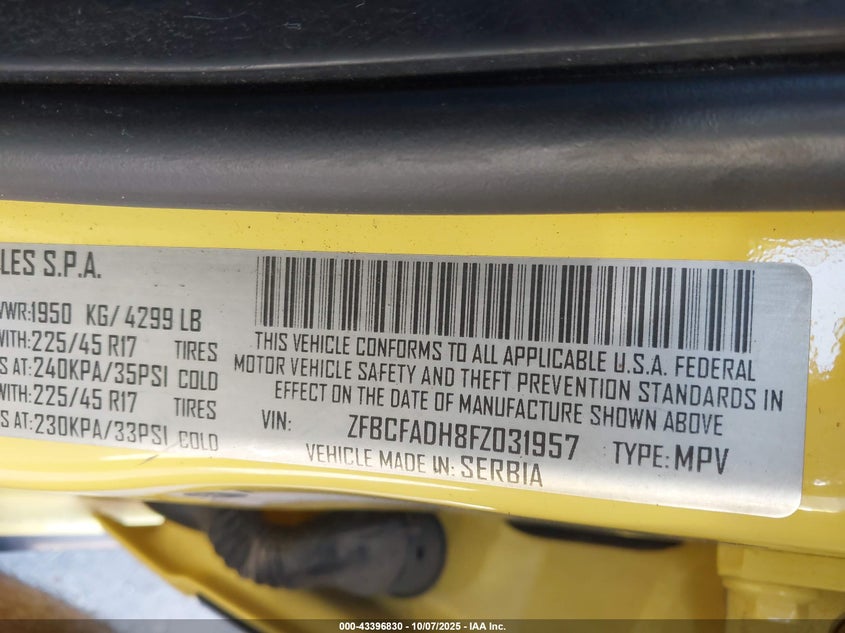 LES S.P.A.
VWR:1950 KG/ 4299 LB
WITH:225/45 R17 TIRES
S AT:240KPA/35PSI COLD
WITH:225/45 R17 TIRES
S AT:230KPA/33PSI COLD
THIS VEHICLE CONFORMS TO ALL APPLICABLE U.S.A. FEDERAL
MOTOR VEHICLE SAFETY AND THEFT PREVENTION STANDARDS IN
EFFECT ON THE DATE OF MANUFACTURE SHOWN ABOVE
VIN: ZFBCFADH8FZ031957 TYPE: MPV
VEHICLE MADE IN: SERBIA
000-43396830 - 10/07/2025 - IAA Inc.